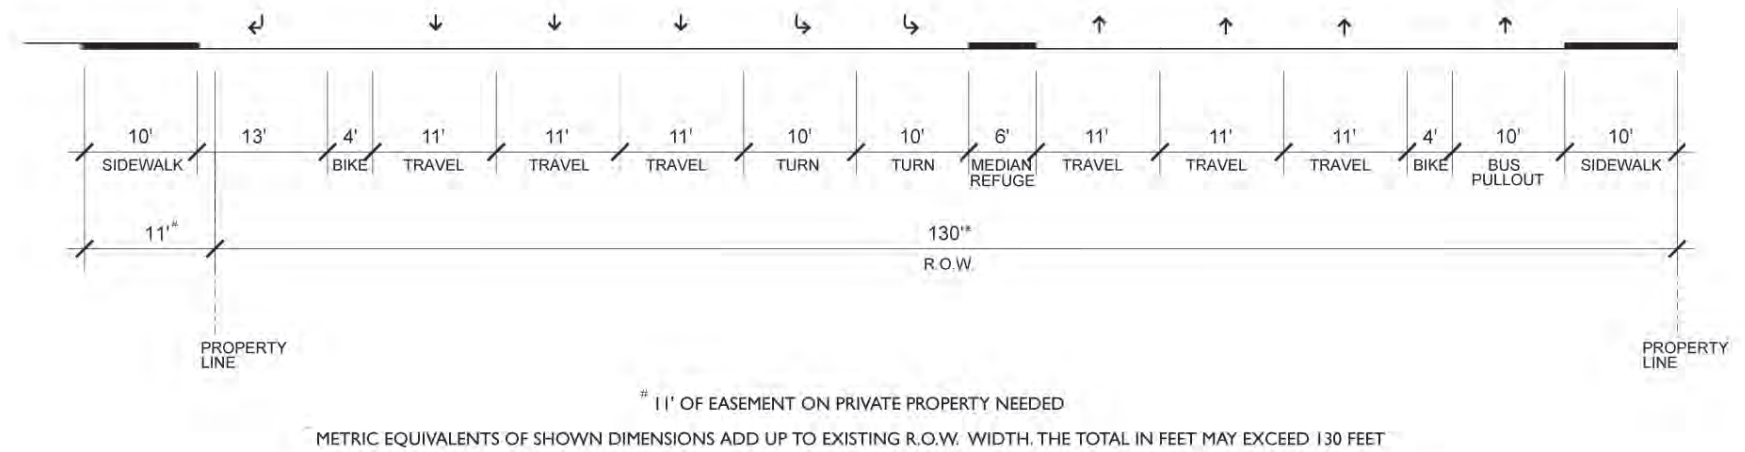 10' 13' 4' 11' 11' 11' 10' 10' 6' 11' 11' 11' 4' 10' 10'
SIDEWALK BIKE TRAVEL TRAVEL TRAVEL TURN TURN MEDIAN TRAVEL TRAVEL TRAVEL BIKE BUS SIDEWALK
REFUGE PULLOUT
11'# 130'*
R.O.W.
PROPERTY PROPERTY
LINE LINE
# 11' OF EASEMENT ON PRIVATE PROPERTY NEEDED
METRIC EQUIVALENTS OF SHOWN DIMENSIONS ADD UP TO EXISTING R.O.W. WIDTH. THE TOTAL IN FEET MAY EXCEED 130 FEET